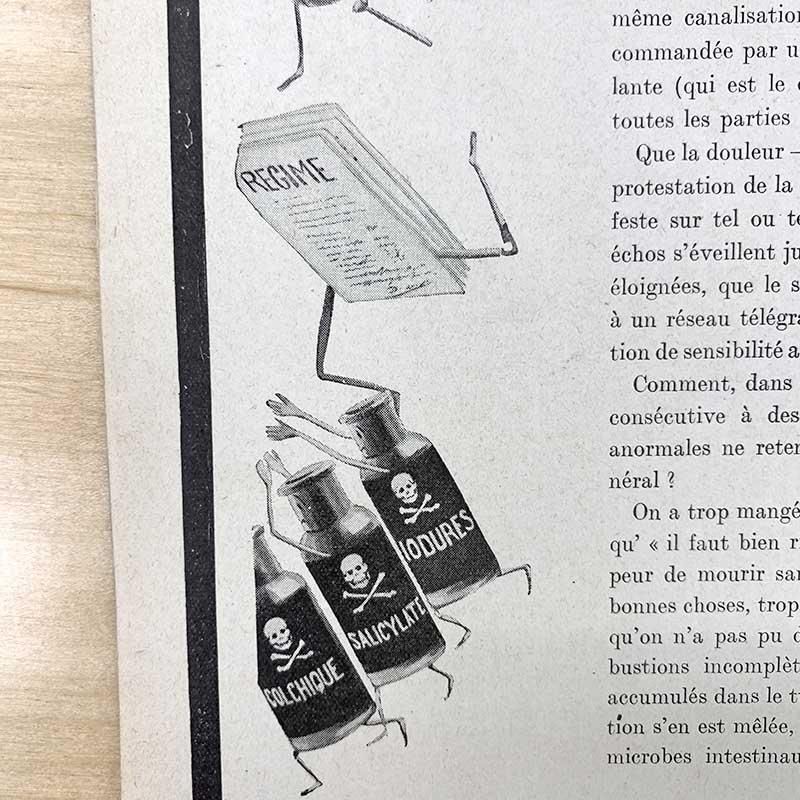 REGIME
IODURES
SALICYLATE
COLCHIQUE
même canalisation
commandée par u
lante (qui est le
toutes les parties
Que la douleur —
protestation de la
feste sur tel ou te
échos s'éveillent ju
éloignées, que le s
à un réseau télégra
tion de sensibilité a
Comment, dans
consécutive à des
anormales ne reten
néral ?
On a trop mangé
qu' « il faut bien r
peur de mourir san
bonnes choses, trop
qu'on n'a pas pu d
bustions incomplèt
accumulés dans le t
tion s'en est mêlée,
microbes intestinau